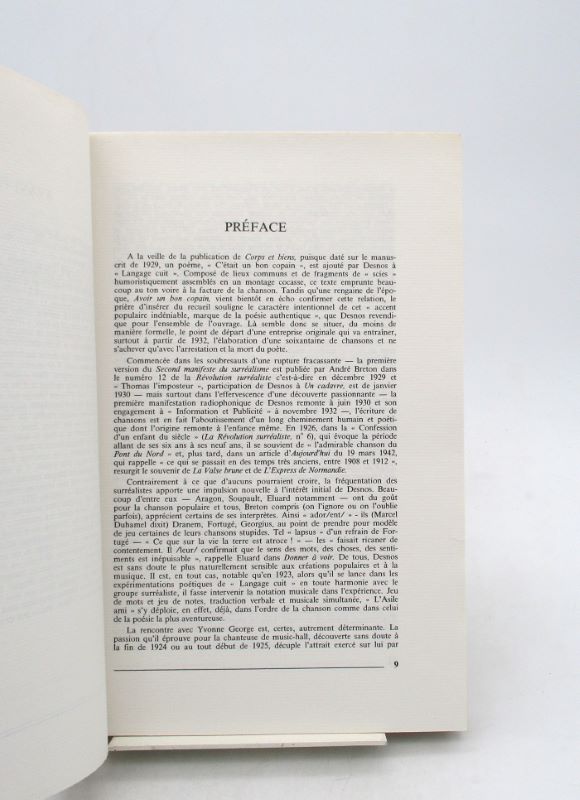 PRÉFACE
A la veille de la publication de Corps et biens, puisque daté sur le manus-
crit de 1929, un poème, « C'était un bon copain », est ajouté par Desnos à
« Langage cuit ». Composé de lieux communs et de fragments de « scies »
humoristiquement assemblés en un montage cocasse, ce texte emprunte beau-
coup au ton voire à la facture de la chanson. Tandis qu'une rengaine de l'épo-
que, Avoir un bon copain, vient bientôt en écho confirmer cette relation, le
prière d'insérer du recueil souligne le caractère intentionnel de cet « accent
populaire indéniable, marque de la poésie authentique », que Desnos revendi-
que pour l'ensemble de l'ouvrage. Là semble donc se situer, du moins de
manière formelle, le point de départ d'une entreprise originale qui va entraîner,
surtout à partir de 1932, l'élaboration d'une soixantaine de chansons et ne
s'achever qu'avec l'arrestation et la mort du poète.
Commencée dans les soubresauts d'une rupture fracassante — la première
version du Second manifeste du surréalisme est publiée par André Breton dans
le numéro 12 de la Révolution surréaliste c'est-à-dire en décembre 1929 et
« Thomas l'imposteur », participation de Desnos à Un cadavre, est de janvier
1930 — mais surtout dans l'effervescence d'une découverte passionnante — la
première manifestation radiophonique de Desnos remonte à juin 1930 et son
engagement à « Information et Publicité » à novembre 1932 —, l'écriture de
chansons est en fait l'aboutissement d'un long cheminement humain et poéti-
que dont l'origine remonte à l'enfance même. En 1926, dans la « Confession
d'un enfant du siècle » (La Révolution surréaliste, n° 6), qui évoque la période
allant de ses six ans à ses neuf ans, il se souvient de « l'admirable chanson du
Pont du Nord » et, plus tard, dans un article d'Aujourd'hui du 19 mars 1942,
qui rappelle « ce qui se passait en des temps très anciens, entre 1908 et 1912 »,
resurgit le souvenir de La Valse brune et de L'Express de Normandie.
Contrairement à ce que d'aucuns pourraient croire, la fréquentation des
surréalistes apporte une impulsion nouvelle à l'intérêt initial de Desnos. Beau-
coup d'entre eux — Aragon, Soupault, Eluard notamment — ont du goût
pour la chanson populaire et tous, Breton compris (on l'ignore ou l'on oublie
parfois), apprécient certains de ses interprètes. Ainsi « ador/ent/ » - ils (Marcel
Duhamel dixit) Dranem, Fortugé, Georgius, au point de prendre pour modèle
de jeu certaines de leurs chansons stupides. Tel « lapsus » d'un refrain de For-
tugé — « Ce que sur la vie la terre est atroce ! » — les « faisait ricaner de
contentement. Il /leur/ confirmait que le sens des mots, des choses, des senti-
ments est inépuisable », rappelle Eluard dans Donner à voir. De tous, Desnos
est sans doute le plus naturellement sensible aux créations populaires et à la
musique. Il est, en tout cas, notable qu'en 1923, alors qu'il se lance dans les
expérimentations poétiques de « Langage cuit » en toute harmonie avec le
groupe surréaliste, il fasse intervenir la notation musicale dans l'expérience. Jeu
de mots et jeu de notes, traduction verbale et musicale simultanée, « L'Asile
ami » s'y déploie, en effet, déjà, dans l'ordre de la chanson comme dans celui
de la poésie la plus aventureuse.
La rencontre avec Yvonne George est, certes, autrement déterminante. La
passion qu'il éprouve pour la chanteuse de music-hall, découverte sans doute à
la fin de 1924 ou au tout début de 1925, décuple l'attrait exercé sur lui par
9